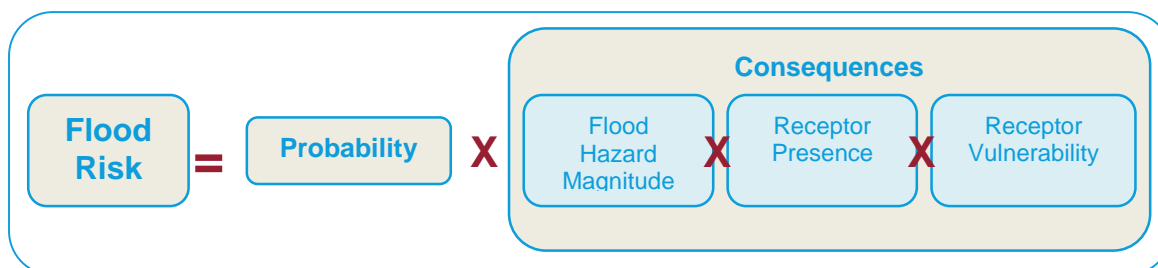 Consequences
Flood
Risk
=
Probability
X
Flood
Hazard
Magnitude
X
Receptor
Presence
X
Receptor
Vulnerability